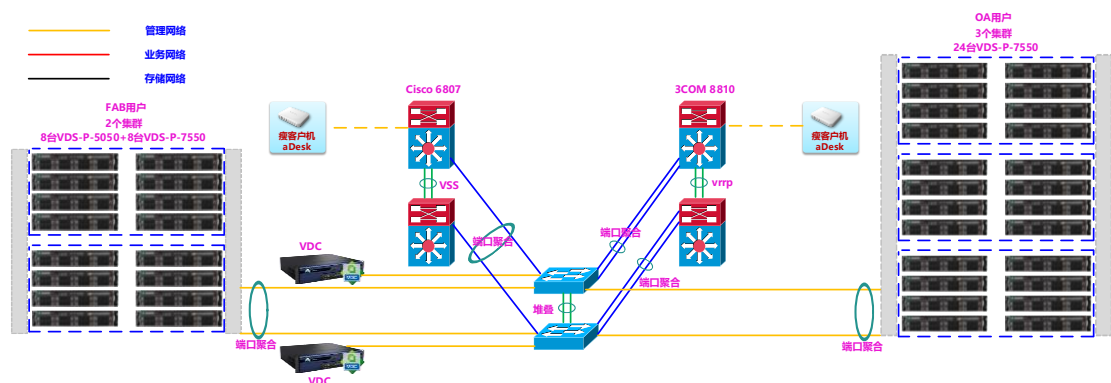 管理网络
业务网络
存储网络
FAB用户
2个集群
8台VDS-P-5050+8台VDS-P-7550
瘦客户机
aDesk
Cisco 6807
VSS
3COM 8810
vrrp
瘦客户机
aDesk
OA用户
3个集群
24台VDS-P-7550
端口聚合
端口聚合
端口聚合
VDC
堆叠
端口聚合
端口聚合
VDC